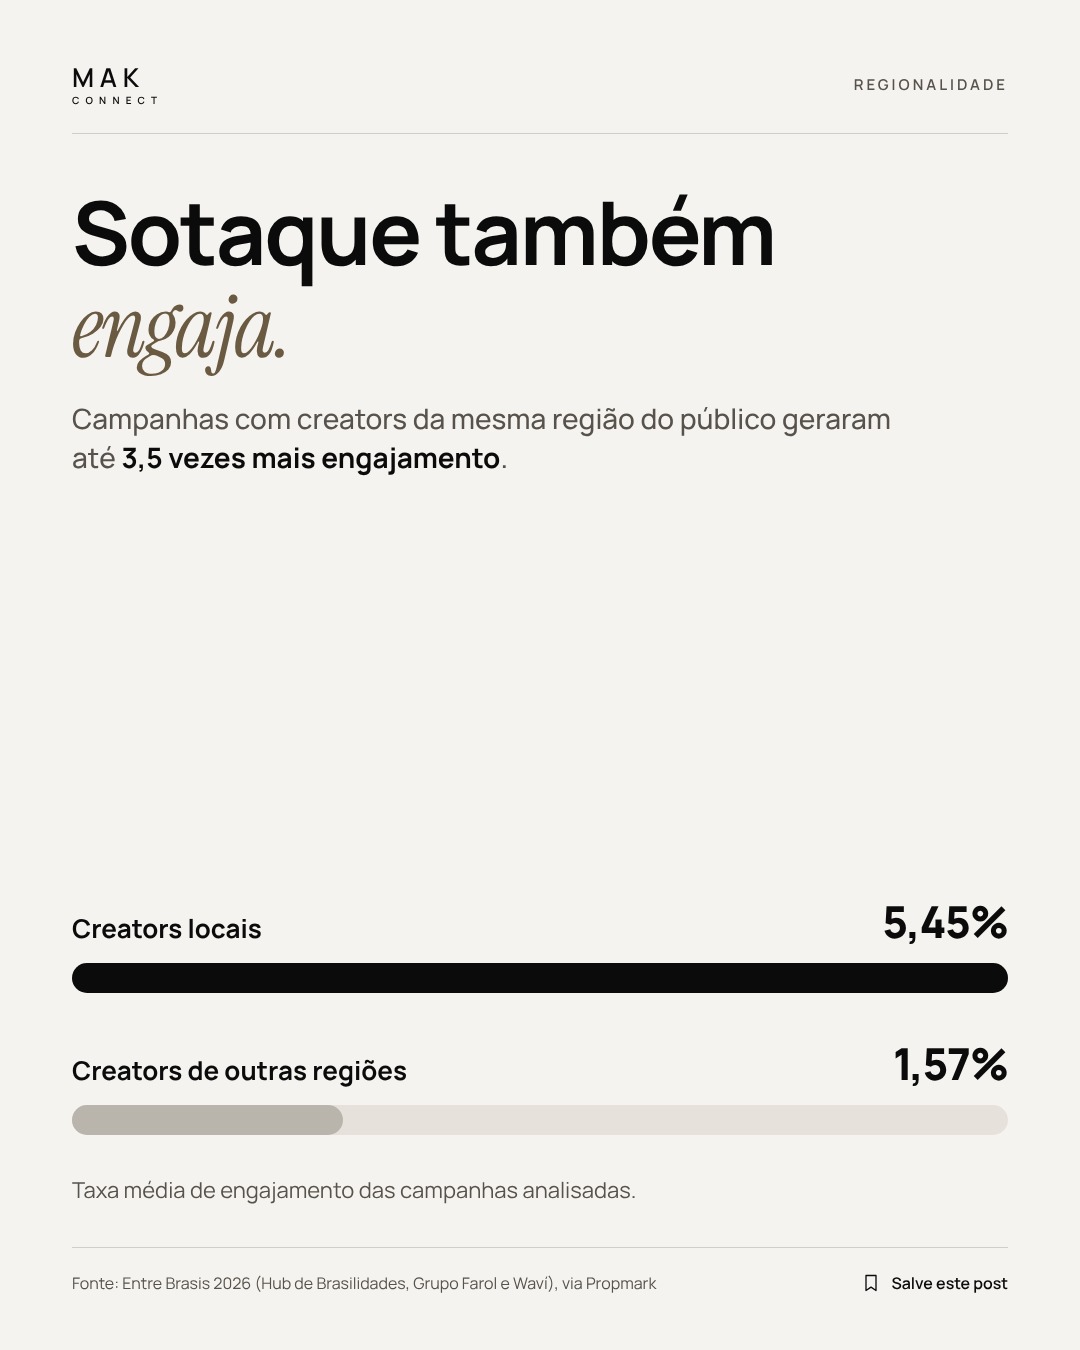 MAK
CONNECT
REGIONALIDADE
Sotaque também
engaja.
Campanhas com creators da mesma região do público geraram
até 3,5 vezes mais engajamento.
Creators locais
5,45%
Creators de outras regiões
1,57%
Taxa média de engajamento das campanhas analisadas.
Fonte: Entre Brasis 2026 (Hub de Brasilidades, Grupo Farol e Waví), via Propmark
Salve este post